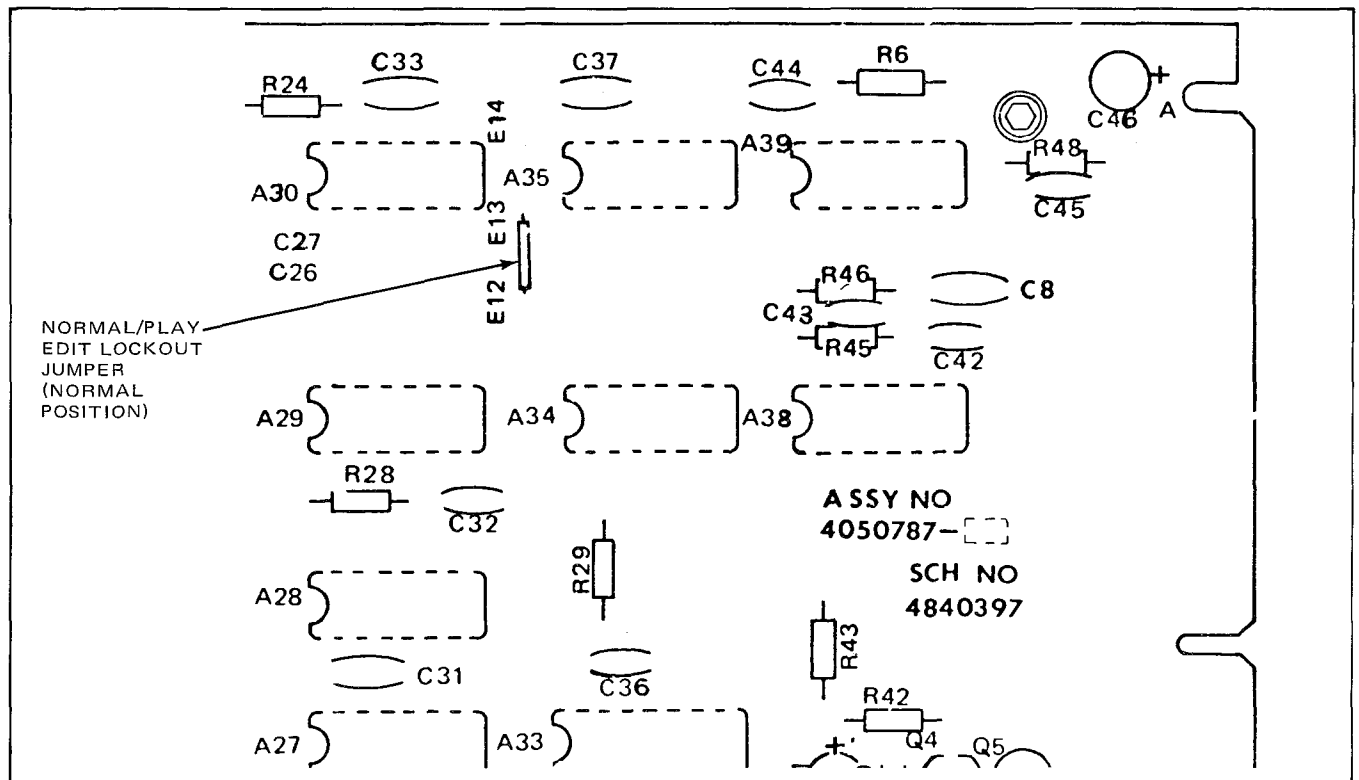 C33
C37
C44
R6
R24
E14
C46
+
A
A39
R48
A30
A35
E13
C45
C27
C26
R46
C8
E12
C43
R45
C42
NORMAL/PLAY
EDIT LOCKOUT
JUMPER
(NORMAL
POSITION)
A29
A34
A38
R28
C32
ASSY NO
4050787-
R29
SCH NO
4840397
A28
R43
C31
C36
R42
A27
A33
+
Q4
Q5